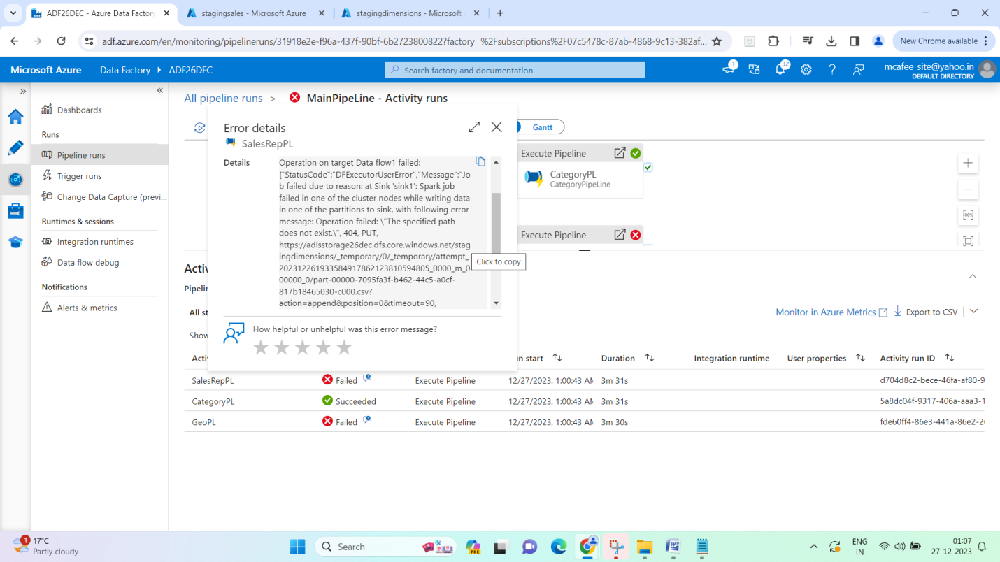 ADF26DEC - Azure Data Factory
stagingsales - Microsoft Azure
stagingdimensions - Microsoft
adf.azure.com/en/monitoring/pipelineruns/31918e2e-f96a-437f-90bf-6b2723800822?factory=%2Fsubscriptions%2F07c5478c-87ab-4868-9c13-382af...
New Chrome available
Microsoft Azure
Data Factory
ADF26DEC
Search factory and documentation
1
32
mcafee_site@yahoo.in
DEFAULT DIRECTORY
Dashboards
Runs
Pipeline runs
Trigger runs
Change Data Capture (previ...
Runtimes & sessions
Integration runtimes
Data flow debug
Notifications
Alerts & metrics
All pipeline runs > MainPipeLine - Activity runs
Gantt
Error details
SalesRepPL
Details
Operation on target Data flow1 failed:
{"StatusCode":"DFExecutorUserError","Message":"Jo
b failed due to reason: at Sink 'sink1': Spark job
failed in one of the cluster nodes while writing data
in one of the partitions to sink, with following error
message: Operation failed: \"The specified path
does not exist.\", 404, PUT,
https://adlsstorage26dec.dfs.core.windows.net/stag
ingdimensions/_temporary/0/_temporary/attempt_
202312261933584917862123810594805_0000_m_0
00000_0/part-00000-7095fa3f-b462-44c5-a0cf-
817b18465030-c000.csv?
action=append&position=0&timeout=90,
Click to copy
How helpful or unhelpful was this error message?
Execute Pipeline
CategoryPL
CategoryPipeLine
Execute Pipeline
100%
Activ
Pipelin
All st
Monitor in Azure Metrics
Export to CSV
Show
Activ
un start
Duration
Integration runtime
User properties
Activity run ID
SalesRepPL Failed Execute Pipeline 12/27/2023, 1:00:43 AM 3m 31s d704d8c2-bece-46fa-af80-9
CategoryPL Succeeded Execute Pipeline 12/27/2023, 1:00:43 AM 3m 31s 5a8dc04f-9317-406a-aaa3-1
GeoPL Failed Execute Pipeline 12/27/2023, 1:00:43 AM 3m 30s fde60ff4-86e3-441a-86e2-2
1
17°C
Partly cloudy
Search
PRE
ENG
IN
01:07
27-12-2023